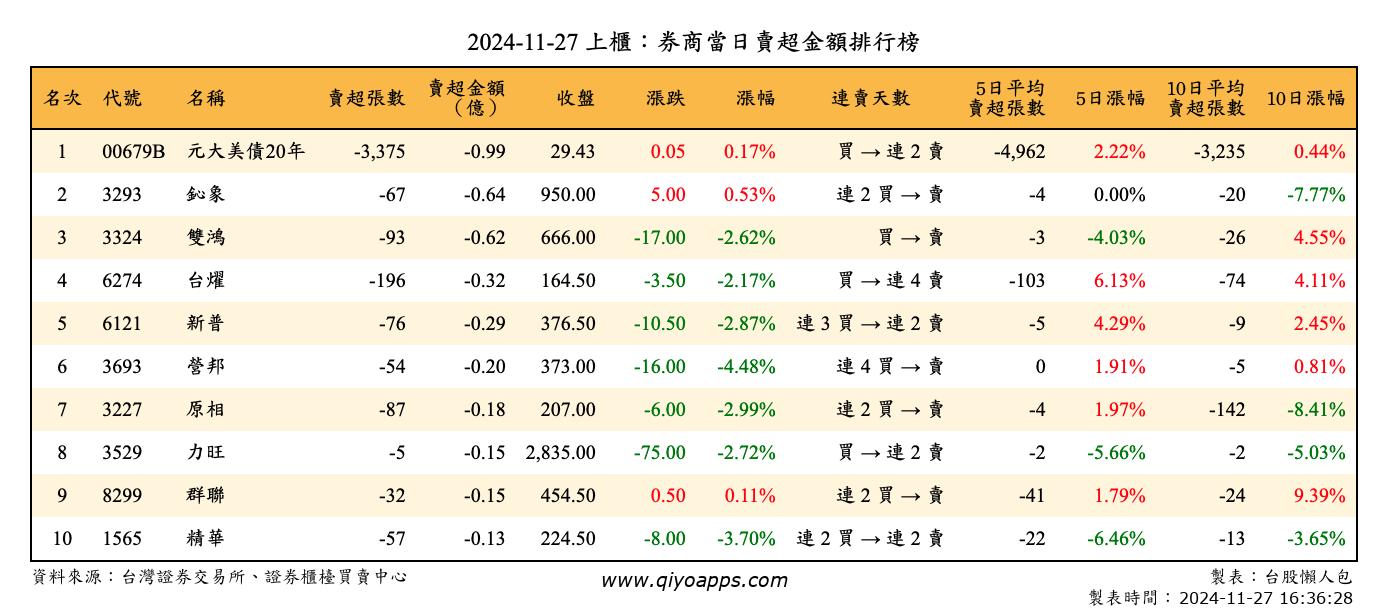 2024-11-27 上櫃：券商當日賣超金額排行榜
名次 代號 名稱 賣超張數 賣超金額（億） 收盤 漲跌 漲幅 連賣天數 5日平均賣超張數 5日漲幅 10日平均賣超張數 10日漲幅
1 00679B 元大美債20年 -3,375 -0.99 29.43 0.05 0.17% 買 → 連 2 賣 -4,962 2.22% -3,235 0.44%
2 3293 鈊象 -67 -0.64 950.00 5.00 0.53% 連 2 買 → 賣 -4 0.00% -20 -7.77%
3 3324 雙鴻 -93 -0.62 666.00 -17.00 -2.62% 買 → 賣 -3 -4.03% -26 4.55%
4 6274 台燿 -196 -0.32 164.50 -3.50 -2.17% 買 → 連 4 賣 -103 6.13% -74 4.11%
5 6121 新普 -76 -0.29 376.50 -10.50 -2.87% 連 3 買 → 連 2 賣 -5 4.29% -9 2.45%
6 3693 營邦 -54 -0.20 373.00 -16.00 -4.48% 連 4 買 → 賣 0 1.91% -5 0.81%
7 3227 原相 -87 -0.18 207.00 -6.00 -2.99% 連 2 買 → 賣 -4 1.97% -142 -8.41%
8 3529 力旺 -5 -0.15 2,835.00 -75.00 -2.72% 買 → 連 2 賣 -2 -5.66% -2 -5.03%
9 8299 群聯 -32 -0.15 454.50 0.50 0.11% 連 2 買 → 賣 -41 1.79% -24 9.39%
10 1565 精華 -57 -0.13 224.50 -8.00 -3.70% 連 2 買 → 連 2 賣 -22 -6.46% -13 -3.65%
資料來源：台灣證券交易所、證券櫃檯買賣中心 www.qiyoapps.com 製表：台股懶人包
製表時間：2024-11-27 16:36:28